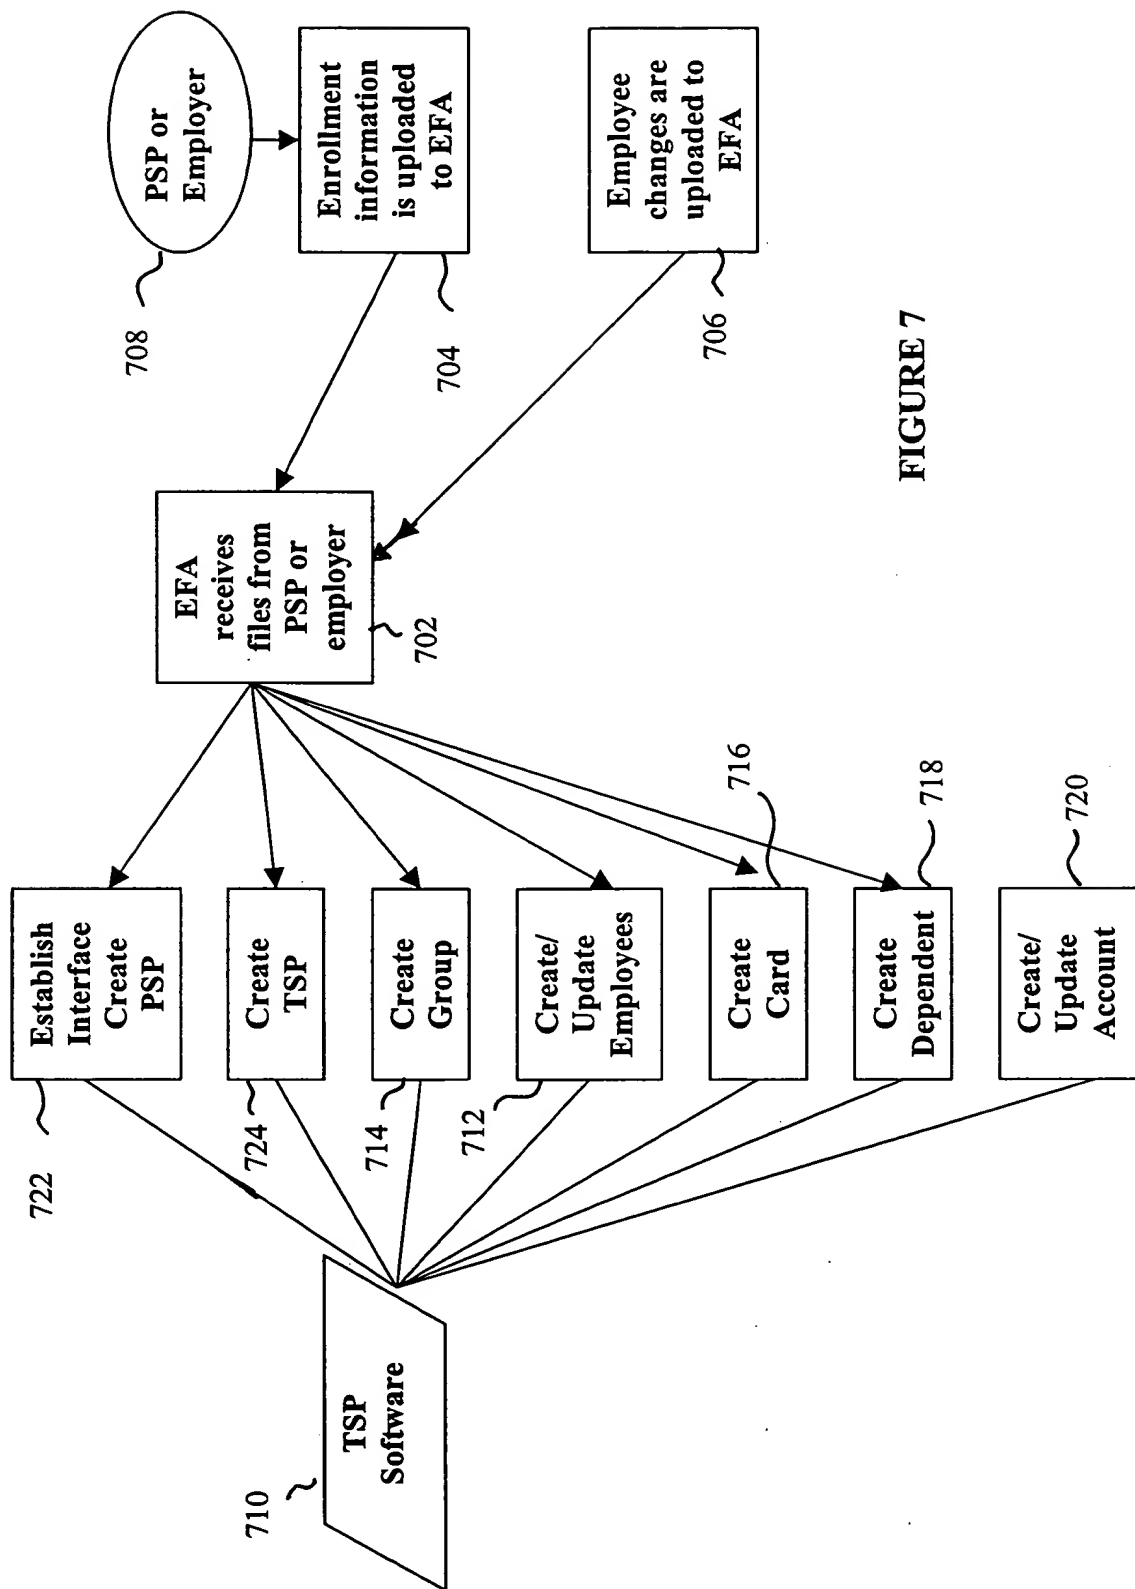 PSP or
Employer
708
Enrollment
information
is uploaded
to EFA
704
Employee
changes are
uploaded to
EFA
706
EFA
receives
files from
PSP or
employer
702
Establish
Interface
Create
PSP
722
Create
TSP
724
Create
Group
714
Create/
Update
Employees
712
Create
Card
716
Create
Dependent
718
Create/
Update
Account
720
TSP
Software
710
FIGURE 7